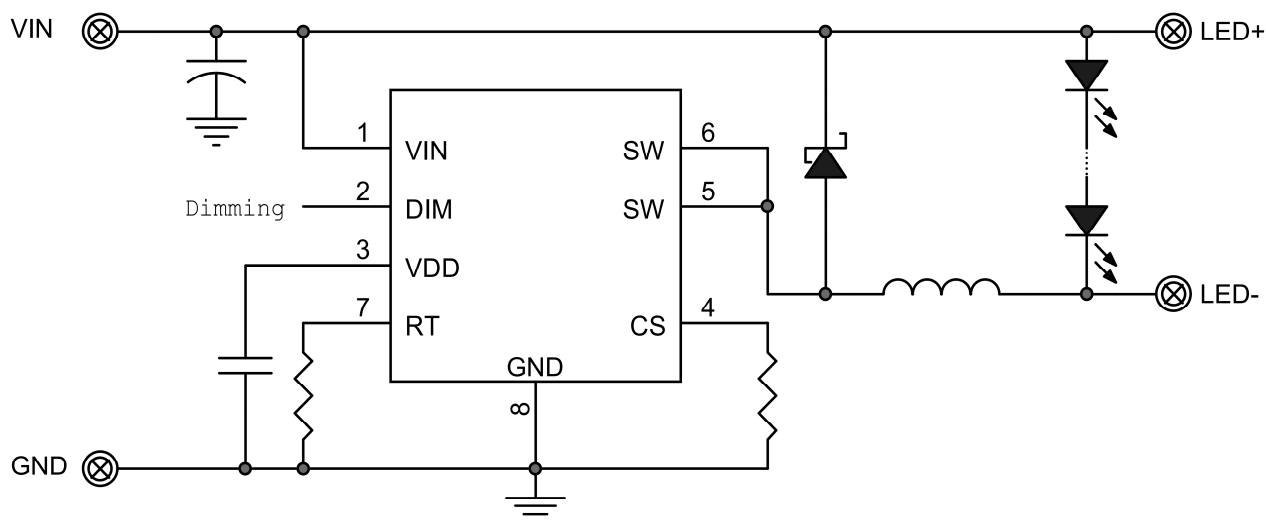 VIN
LED+
1
VIN
SW
6
Dimming
2
DIM
SW
5
3
VDD
LED-
7
RT
CS
4
GND
8
GND